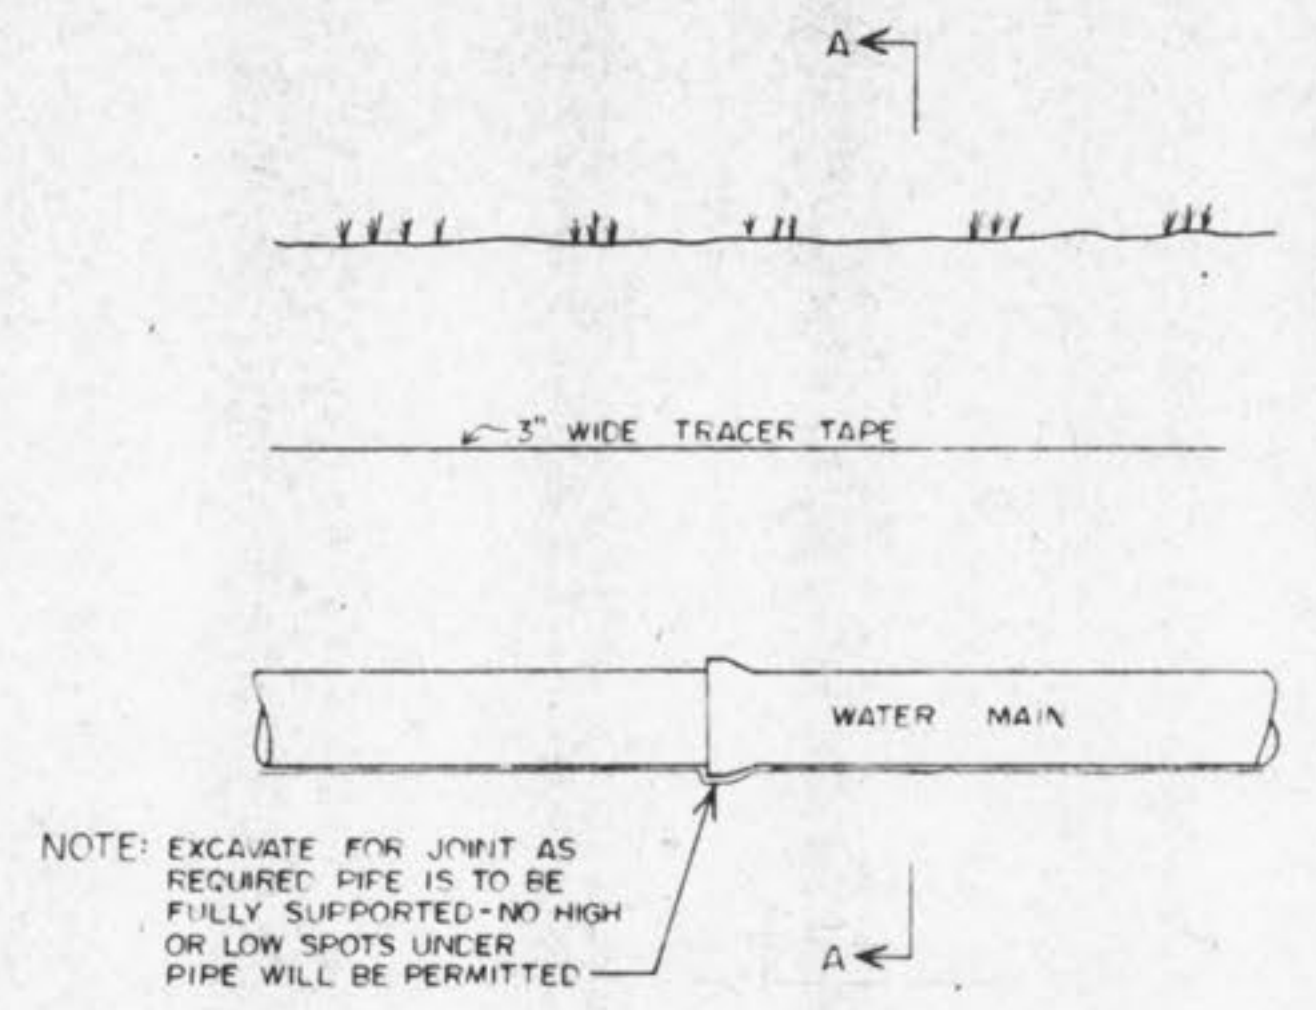 A
3" WIDE TRACER TAPE
WATER MAIN
NOTE: EXCAVATE FOR JOINT AS
REQUIRED PIPE IS TO BE
FULLY SUPPORTED-NO HIGH
OR LOW SPOTS UNDER
PIPE WILL BE PERMITTED
A